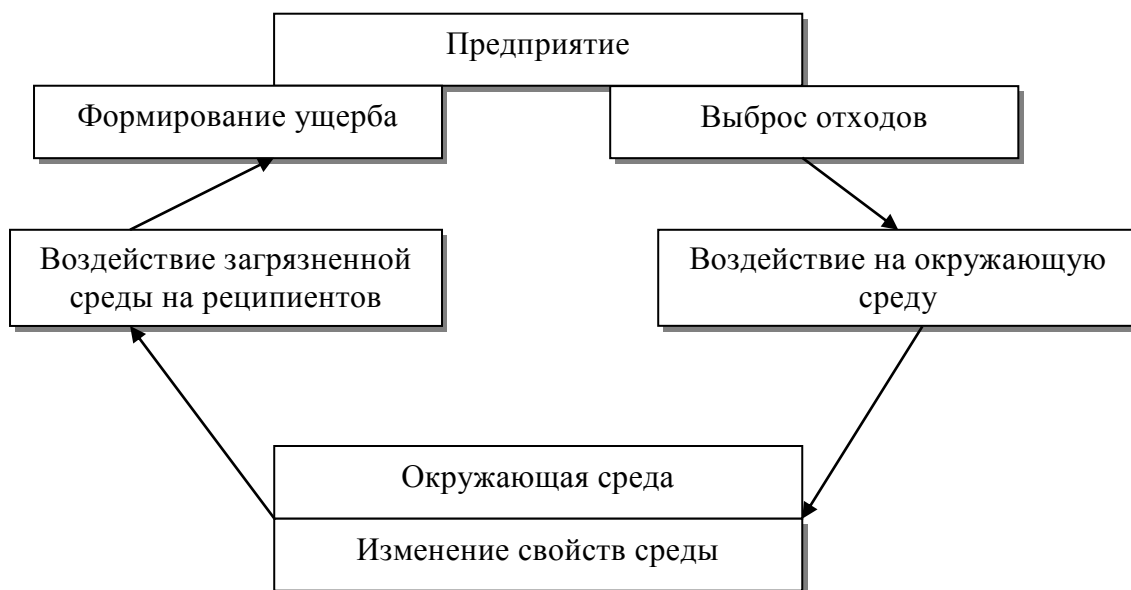 Предприятие
Формирование ущерба
Выброс отходов
Воздействие загрязненной
среды на реципиентов
Воздействие на окружающую
среду
Окружающая среда
Изменение свойств среды